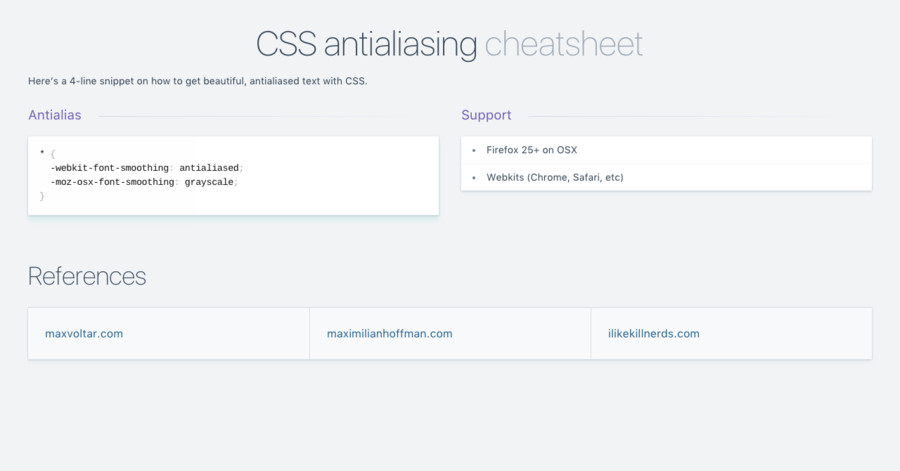 CSS antialiasing cheatsheet
Here's a 4-line snippet on how to get beautiful, antialiased text with CSS.
Antialias
* {
-webkit-font-smoothing: antialiased;
-moz-osx-font-smoothing: grayscale;
}
Support
• Firefox 25+ on OSX
• Webkits (Chrome, Safari, etc)
References
maxvoltar.com
maximilianhoffman.com
ilikekillnerds.com